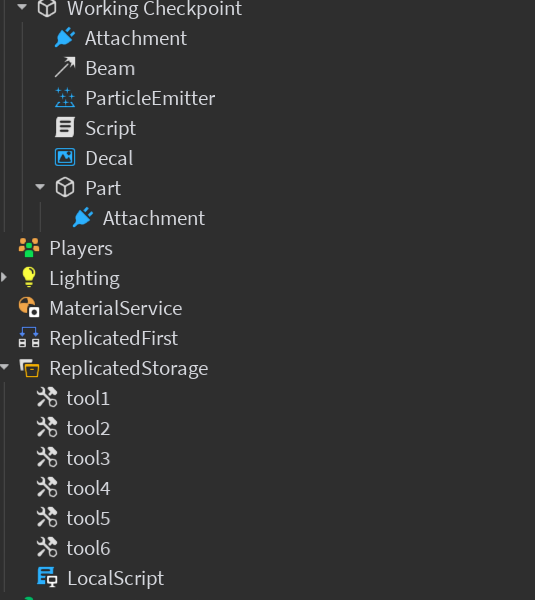 Working Checkpoint
Attachment
Beam
ParticleEmitter
Script
Decal
Part
Attachment
Players
Lighting
MaterialService
ReplicatedFirst
ReplicatedStorage
tool1
tool2
tool3
tool4
tool5
tool6
LocalScript